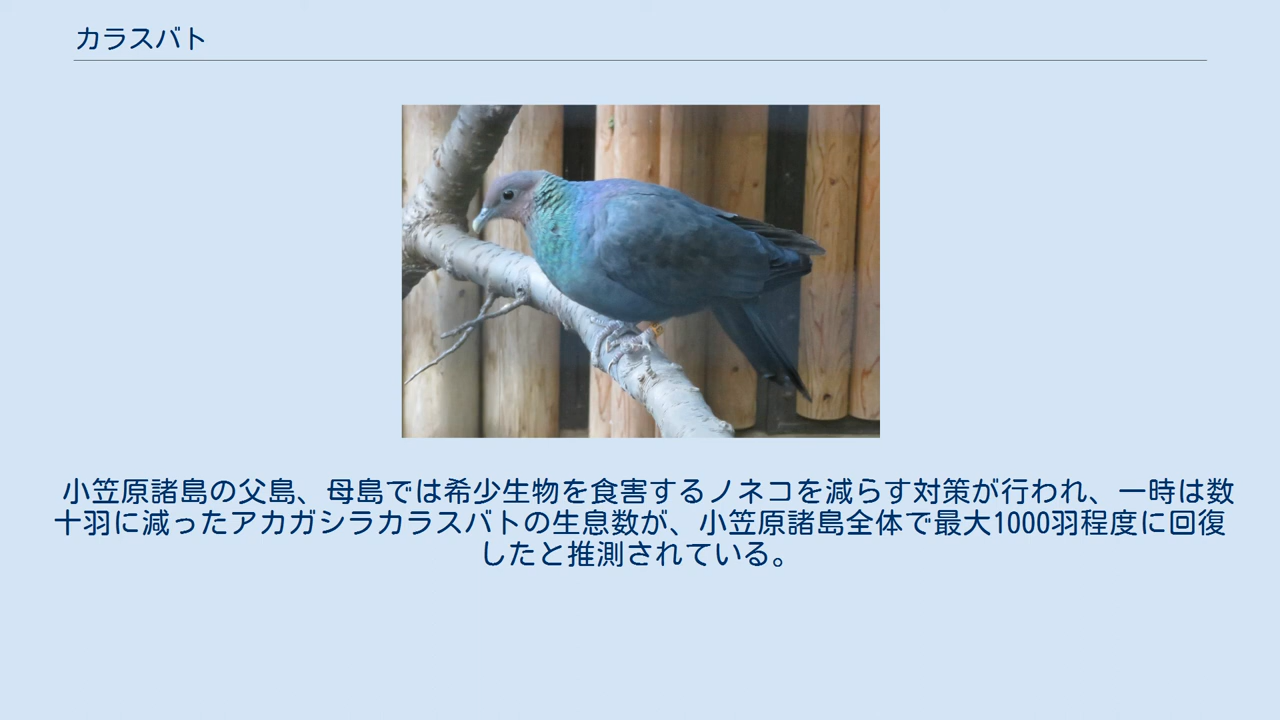 カラスバト
小笠原諸島の父島、母島では希少生物を食害するノネコを減らす対策が行われ、一時は数
十羽に減ったアカガシラカラスバトの生息数が、小笠原諸島全体で最大1000羽程度に回復
したと推測されている。